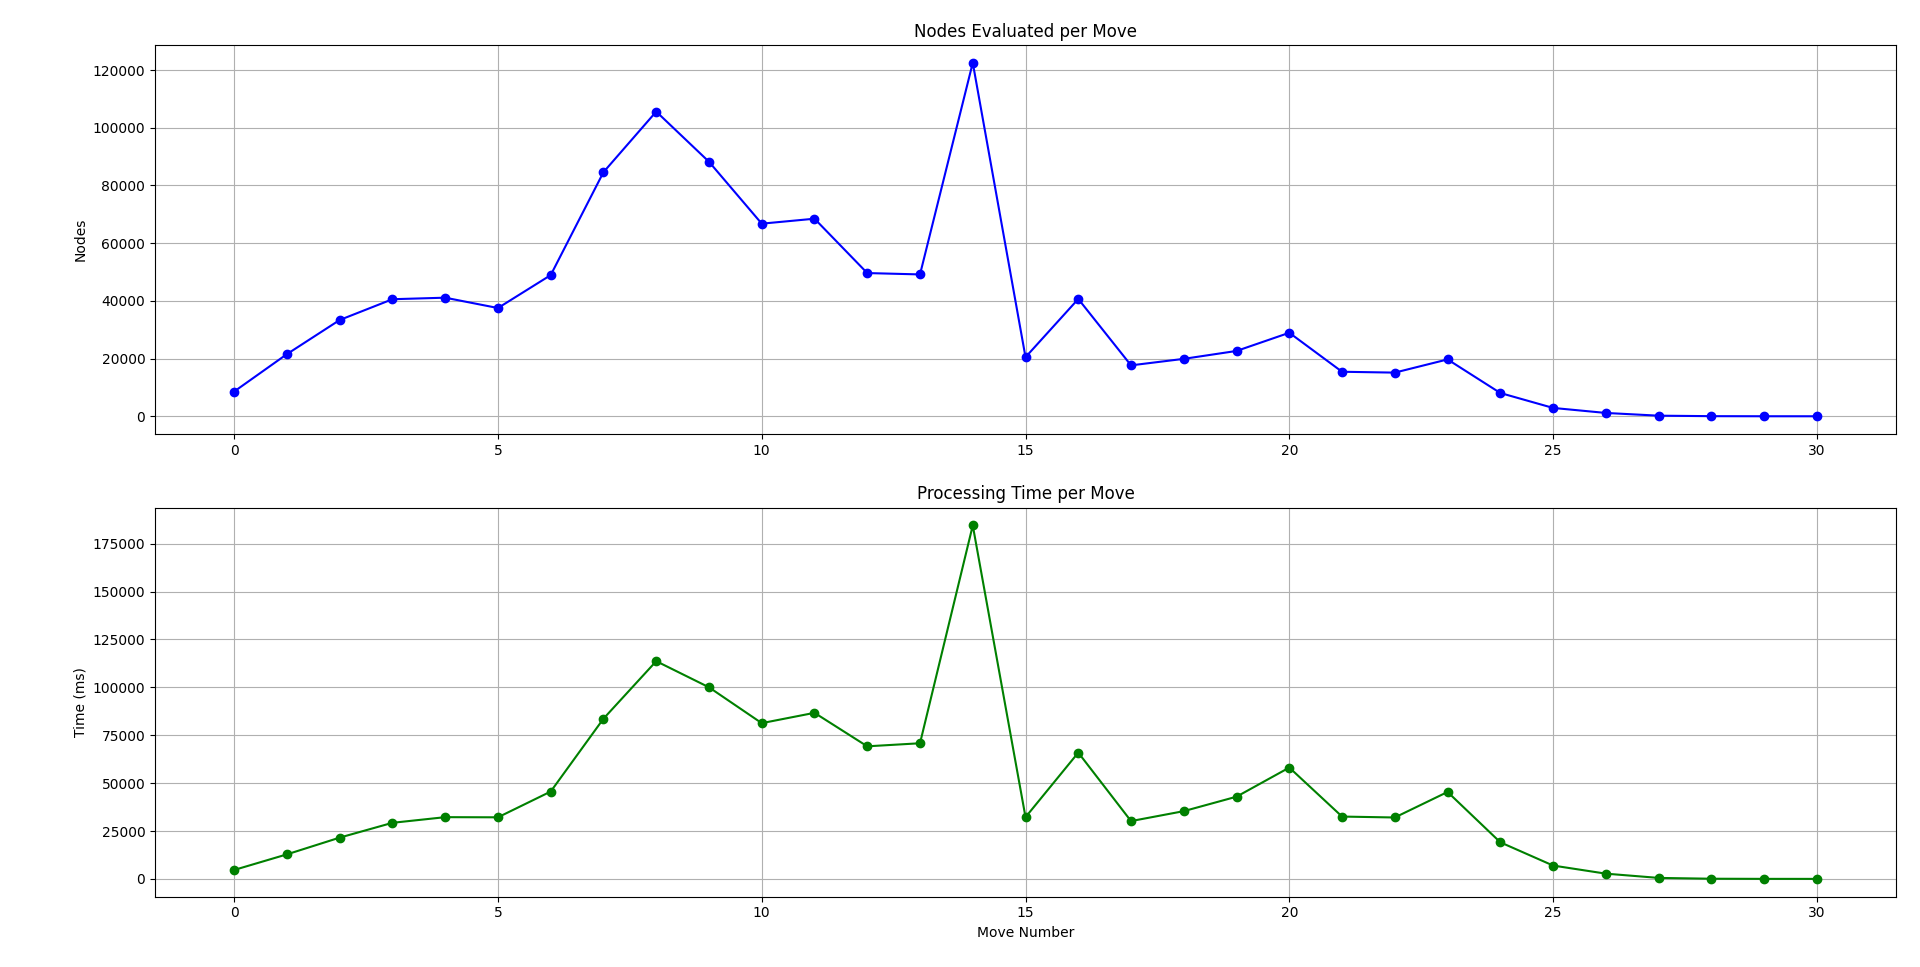 Nodes Evaluated per Move
120000
100000
80000
60000
40000
20000
0
Nodes
0 5 10 15 20 25 30
Processing Time per Move
175000
150000
125000
100000
75000
50000
25000
0
Time (ms)
0 5 10 15 20 25 30
Move Number